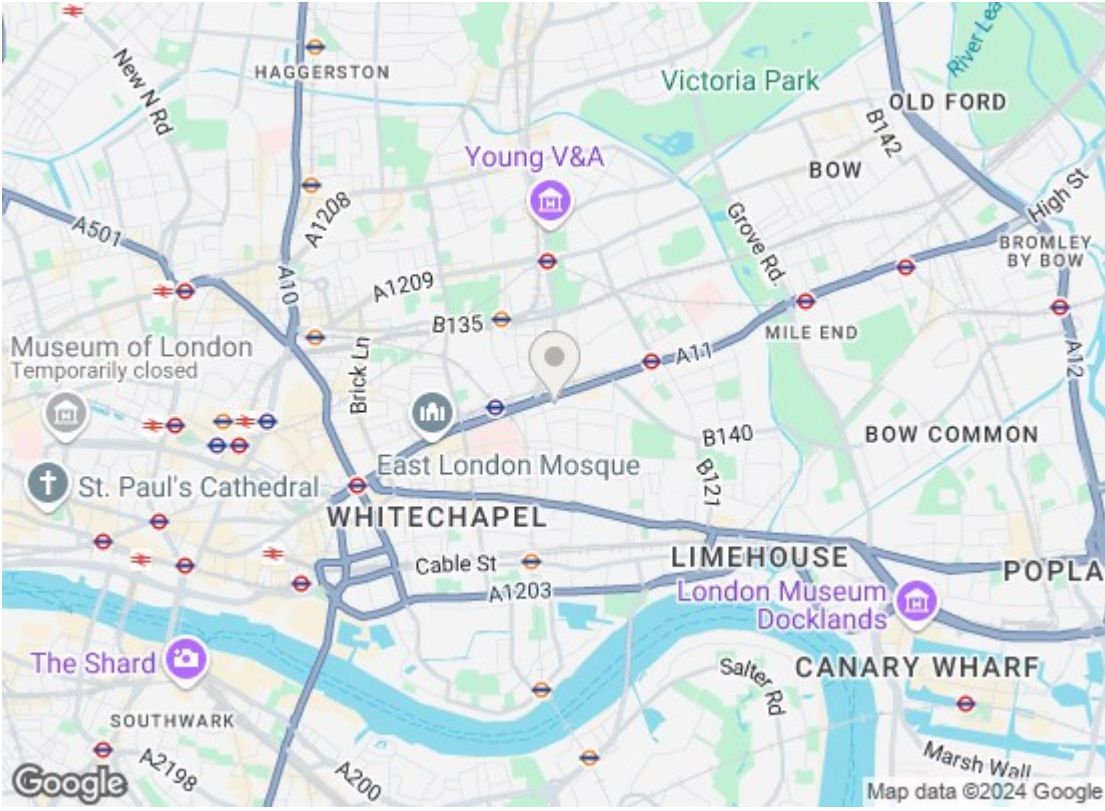 New N Rd
HAGGERSTON
Victoria Park
River Lea
OLD FORD
B142
Young V&A
BOW
A1208
Grove Rd.
High St
A501
BROMLEY
BY BOW
A10
A1209
B135
MILE END
Museum of London
Temporarily closed
Brick Ln
A11
A12
B140
BOW COMMON
East London Mosque
B121
St. Paul's Cathedral
WHITECHAPEL
LIMEHOUSE
Cable St
POPLA
A1203
London Museum
Docklands
The Shard
CANARY WHARF
Salter Rd
SOUTHWARK
Marsh Wall
A2198
A200
Google
Map data ©2024 Google